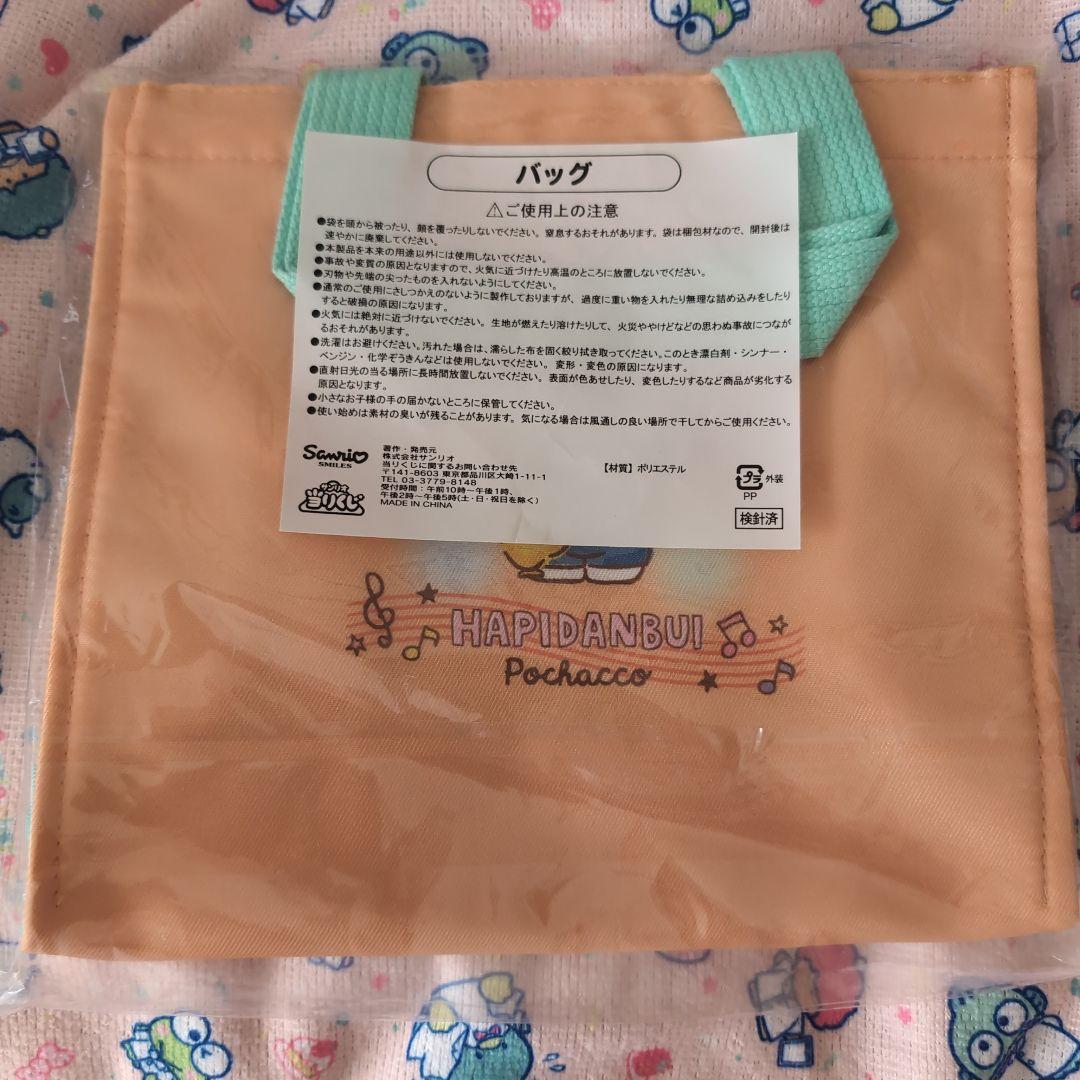 バッグ
⚠ご使用上の注意
●袋を頭から被ったり、顔を覆ったりしないでください。窒息するおそれがあります。袋は梱包材なので、開封後は
速やかに廃棄してください。
●本製品を本来の用途以外には使用しないでください。
●事故や変質の原因となりますので、火気に近づけたり高温のところに放置しないでください。
●刃物や先端の尖ったものを入れないようにしてください。
●通常のご使用にさしつかえのないように製作しておりますが、過度に重い物を入れたり無理な詰め込みをしたり
すると破損の原因になります。
●火気には絶対に近づけないでください。生地が燃えたり溶けたりして、火災ややけどなどの思わぬ事故につなが
るおそれがあります。
●洗濯はお避けください。汚れた場合は、濡らした布を固く絞り拭き取ってください。このとき漂白剤・シンナー・
ベンジン・化学ぞうきんなどは使用しないでください。変形・変色の原因になります。
●直射日光の当る場所に長時間放置しないでください。表面が色あせしたり、変色したりするなど商品が劣化する
原因となります。
●小さなお子様の手の届かないところに保管してください。
●使い始めは素材の臭いが残ることがあります。気になる場合は風通しの良い場所で干してからご使用ください。
Sanrio
SMILES
サンリオ
当りくじ
著作・発売元
株式会社サンリオ
当りくじに関するお問い合わせ先
〒141-8603 東京都品川区大崎1-11-1
TEL 03-3779-8148
受付時間：午前10時～午後1時、
午後2時～午後5時(土・日・祝日を除く)
MADE IN CHINA
【材質】ポリエステル
プラ 外装
PP
検針済
HAPIDANBUI
Pochacco